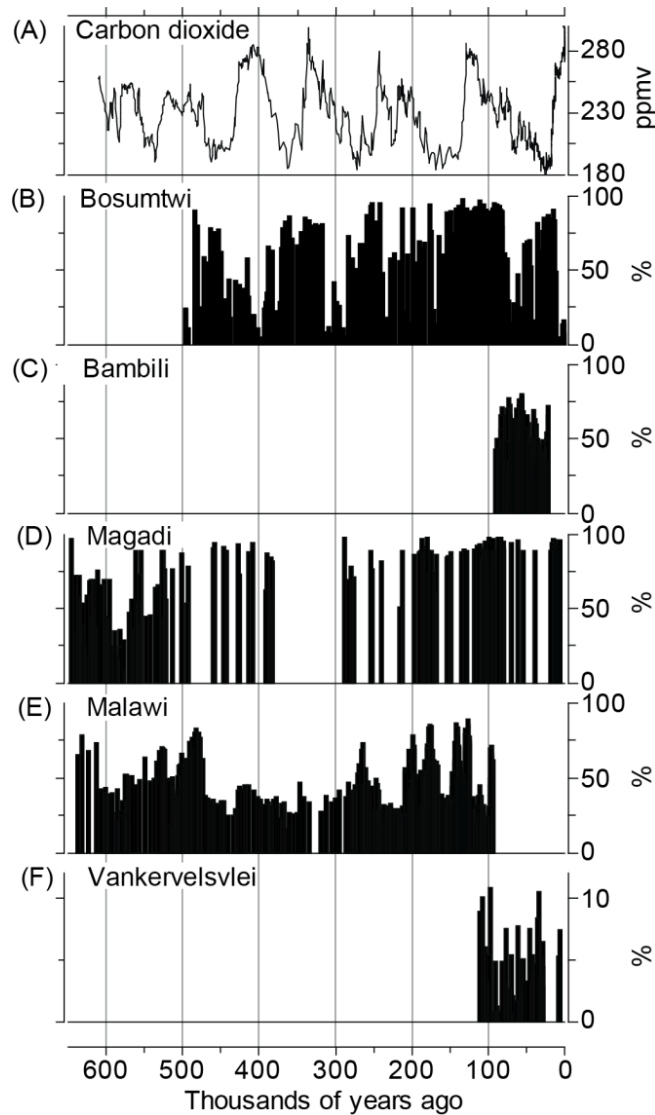 (A) Carbon dioxide
280
230
180
ppmv
(B) Bosumtwi
100
50
0
%
(C) Bambili
100
50
0
%
(D) Magadi
100
50
0
%
(E) Malawi
100
50
0
%
(F) Vankervelsvlei
10
0
%
600 500 400 300 200 100 0
Thousands of years ago